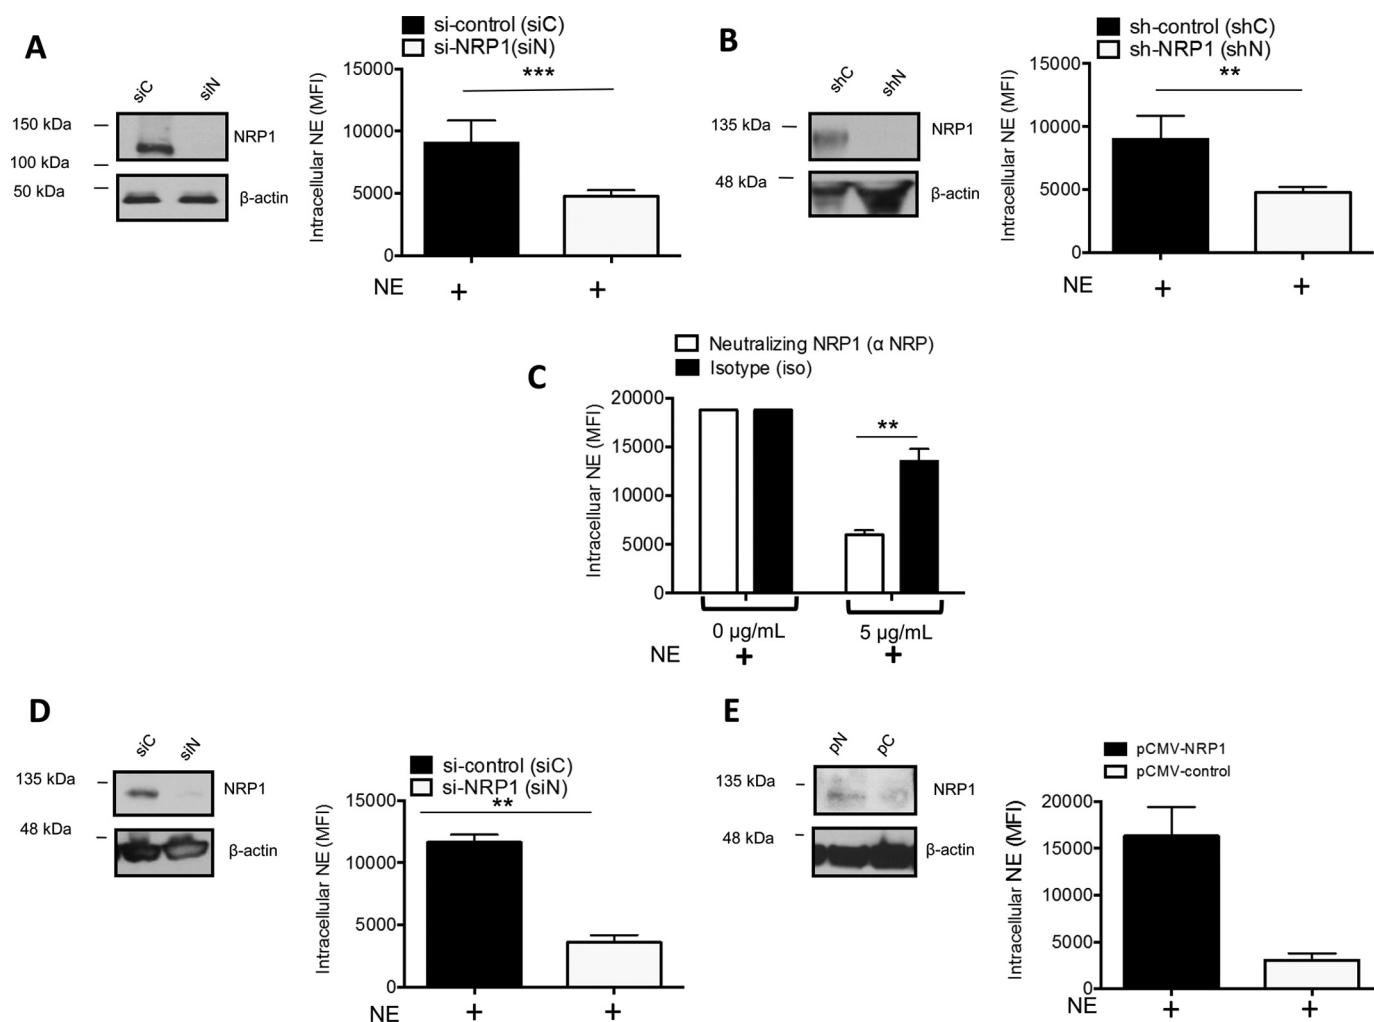 A
siC
siN
150 kDa
100 kDa
50 kDa
NRP1
β-actin
si-control (siC)
si-NRP1(siN)
Intracellular NE (MFI)
15000
10000
5000
0
***
NE
+
+
B
shC
shN
135 kDa
48 kDa
NRP1
β-actin
sh-control (shC)
sh-NRP1 (shN)
Intracellular NE (MFI)
15000
10000
5000
0
**
NE
+
+
C
Neutralizing NRP1 (α NRP)
Isotype (iso)
Intracelluar NE (MFI)
20000
15000
10000
5000
0
**
0 µg/mL
5 µg/mL
NE
+
+
D
siC
siN
135 kDa
48 kDa
NRP1
β-actin
si-control (siC)
si-NRP1 (siN)
Intracellular NE (MFI)
15000
10000
5000
0
**
NE
+
+
E
pN
pC
135 kDa
48 kDa
NRP1
β-actin
pCMV-NRP1
pCMV-control
Intracellular NE (MFI)
20000
15000
10000
5000
0
NE
+
+